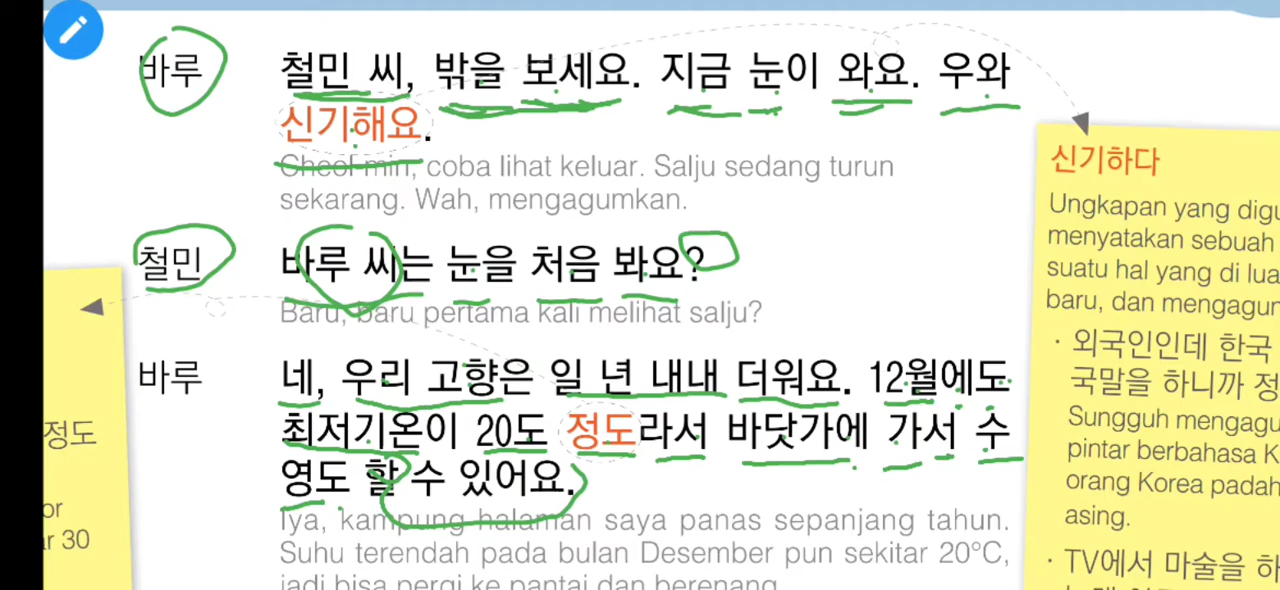 바루
철민 씨, 밖을 보세요. 지금 눈이 와요. 우와
신기해요.
Cheol-min, coba lihat keluar. Salju sedang turun
sekarang. Wah, mengagumkan.
철민
바루 씨는 눈을 처음 봐요?
Baru, baru pertama kali melihat salju?
바루
네, 우리 고향은 일 년 내내 더워요. 12월에도
최저기온이 20도 정도라서 바닷가에 가서 수
영도 할 수 있어요.
Iya, kampung halaman saya panas sepanjang tahun.
Suhu terendah pada bulan Desember pun sekitar 20°C,
jadi bisa pergi ke pantai dan berenang.
정도
or
ar 30
신기하다
Ungkapan yang
menyatakan sebuah
suatu hal yang di
baru, dan
· 외국인인데 한국
국말을 하니까
Sungguh
pintar berbahasa K
orang Korea
asing.
· TV에서 마술을